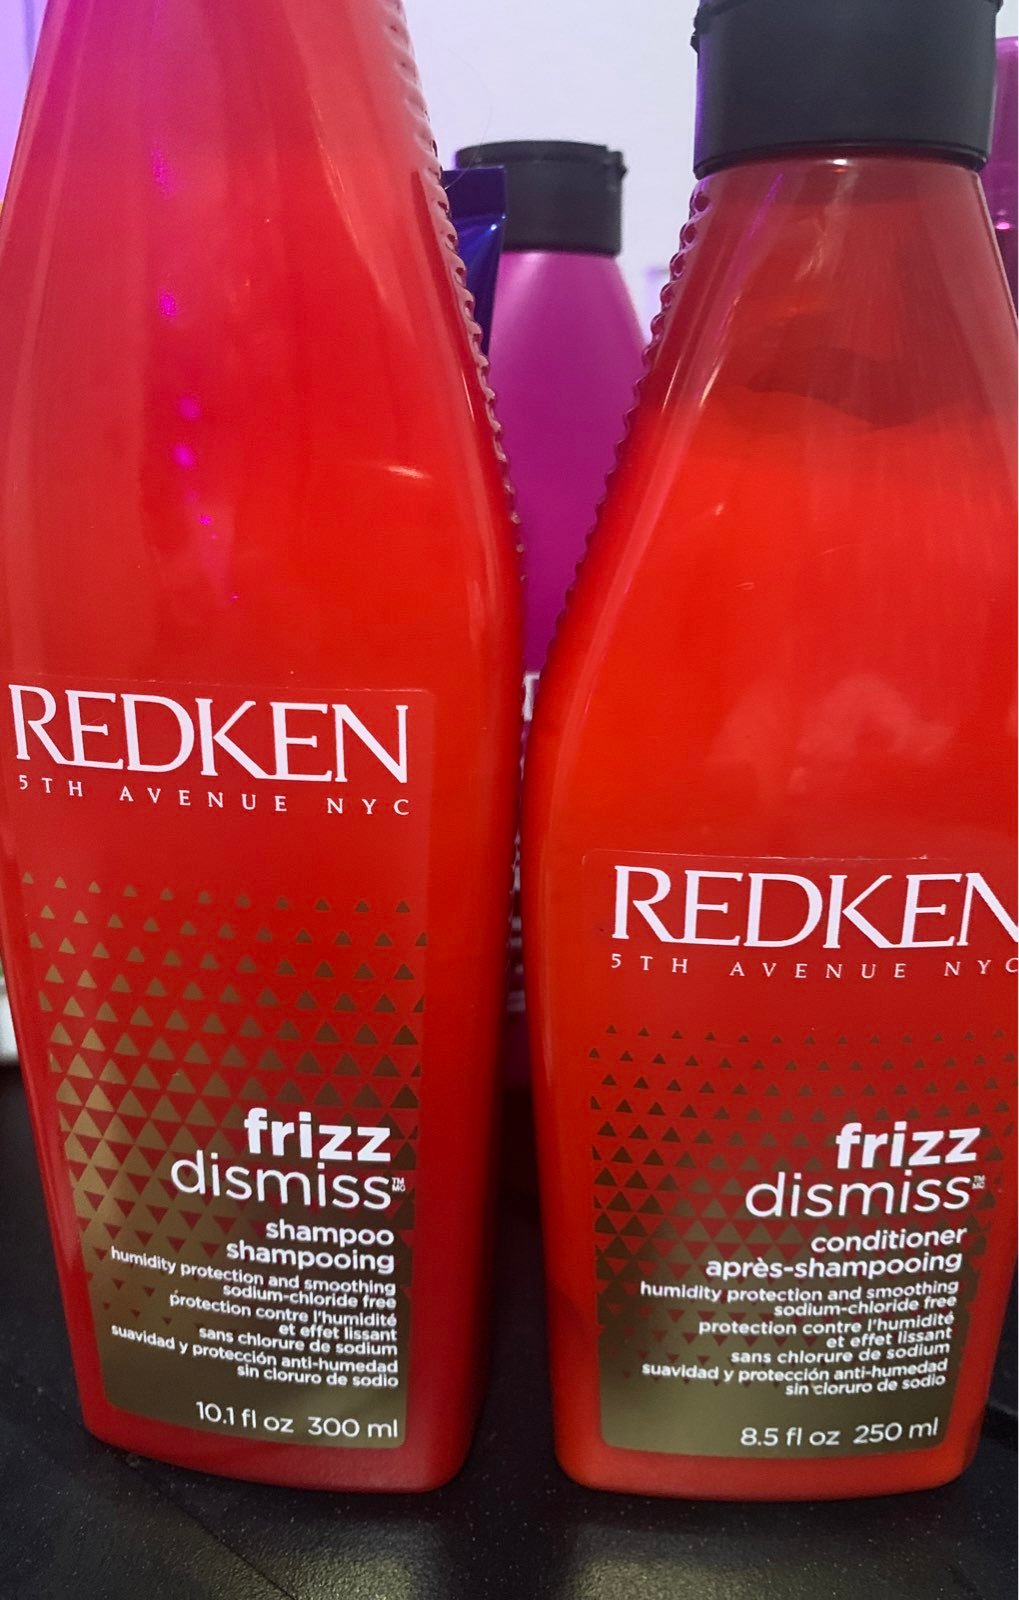 REDKEN
5TH AVENUE NYC
frizz
dismiss™
MC
shampoo
shampooing
humidity protection and smoothing
sodium-chloride free
protection contre l'humidité
et effet lissant
sans chlorure de sodium
suavidad y protección anti-humedad
sin cloruro de sodio
10.1 fl oz 300 ml
REDKEN
5TH AVENUE NYC
frizz
dismiss™
MC
conditioner
après-shampooing
humidity protection and smoothing
sodium-chloride free
protection contre l'humidité
et effet lissant
sans chlorure de sodium
suavidad y protección anti-humedad
sin cloruro de sodio
8.5 fl oz 250 ml